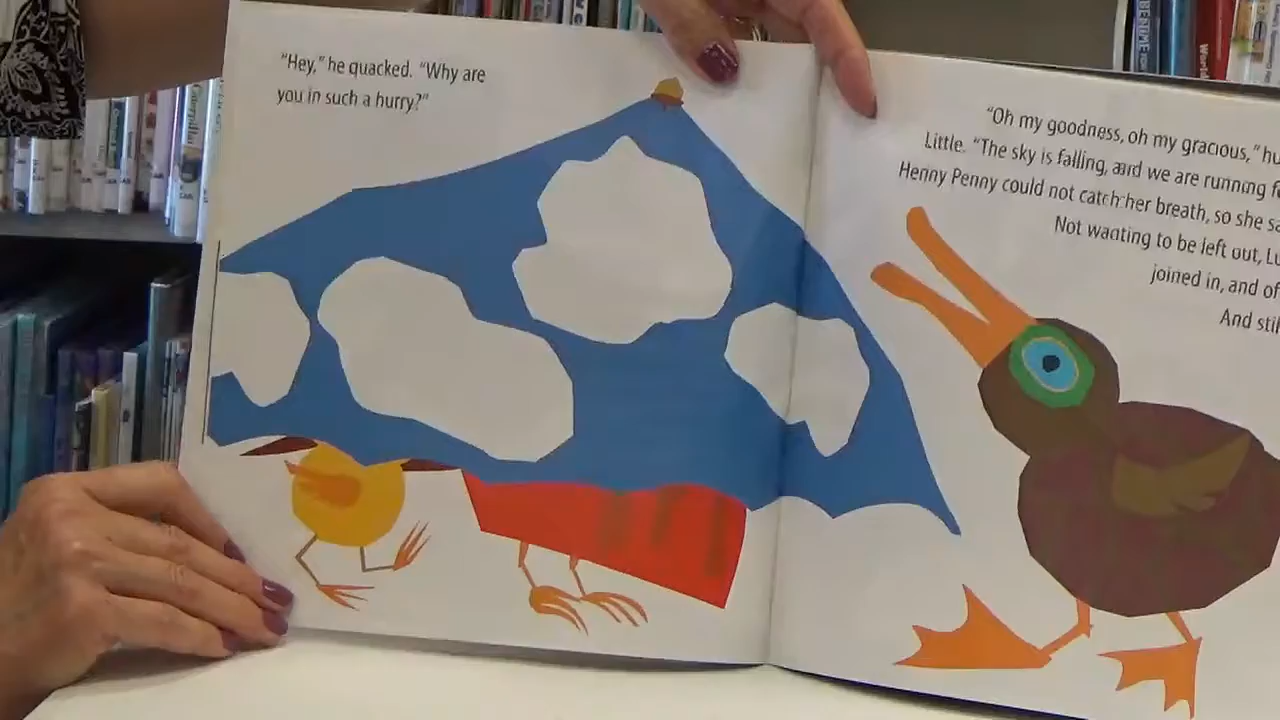 "Hey," he quacked. "Why are
you in such a hurry?"
"Oh my goodness, oh my gracious,"
Little. "The sky is falling, and we are running
Henny Penny could not catch her breath, so she
Not wanting to be left out,
joined in, and
And